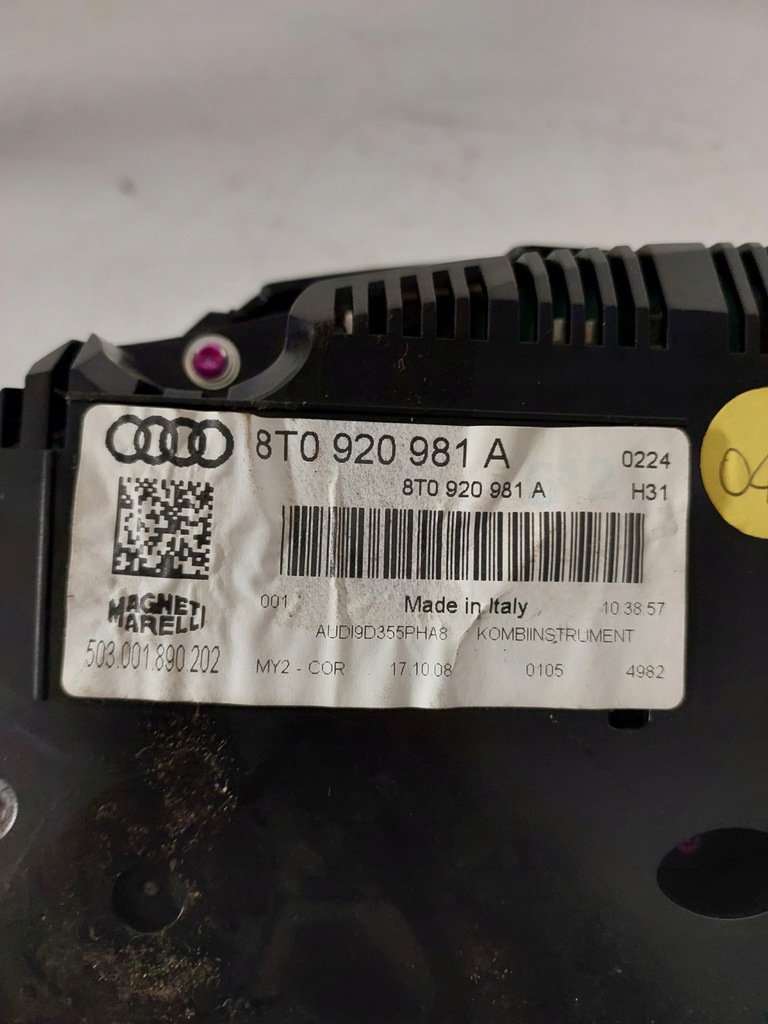 8T0 920 981 A
0224
8T0 920 981 A
H31
001
Made in Italy
10 38 57
MAGNETI
MARELLI
AUDI9D355PHA8 KOMBIINSTRUMENT
503.001.890.202
MY2 - COR 17.10 08 0105 4982
04